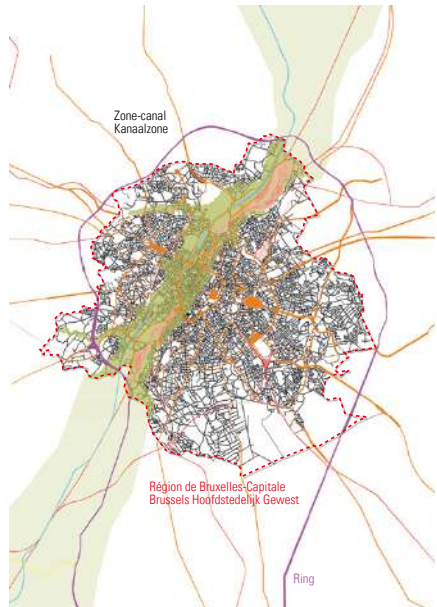 Zone-canal
Kanaalzone
Région de Bruxelles-Capitale
Brussels Hoofdstedelijk Gewest
Ring